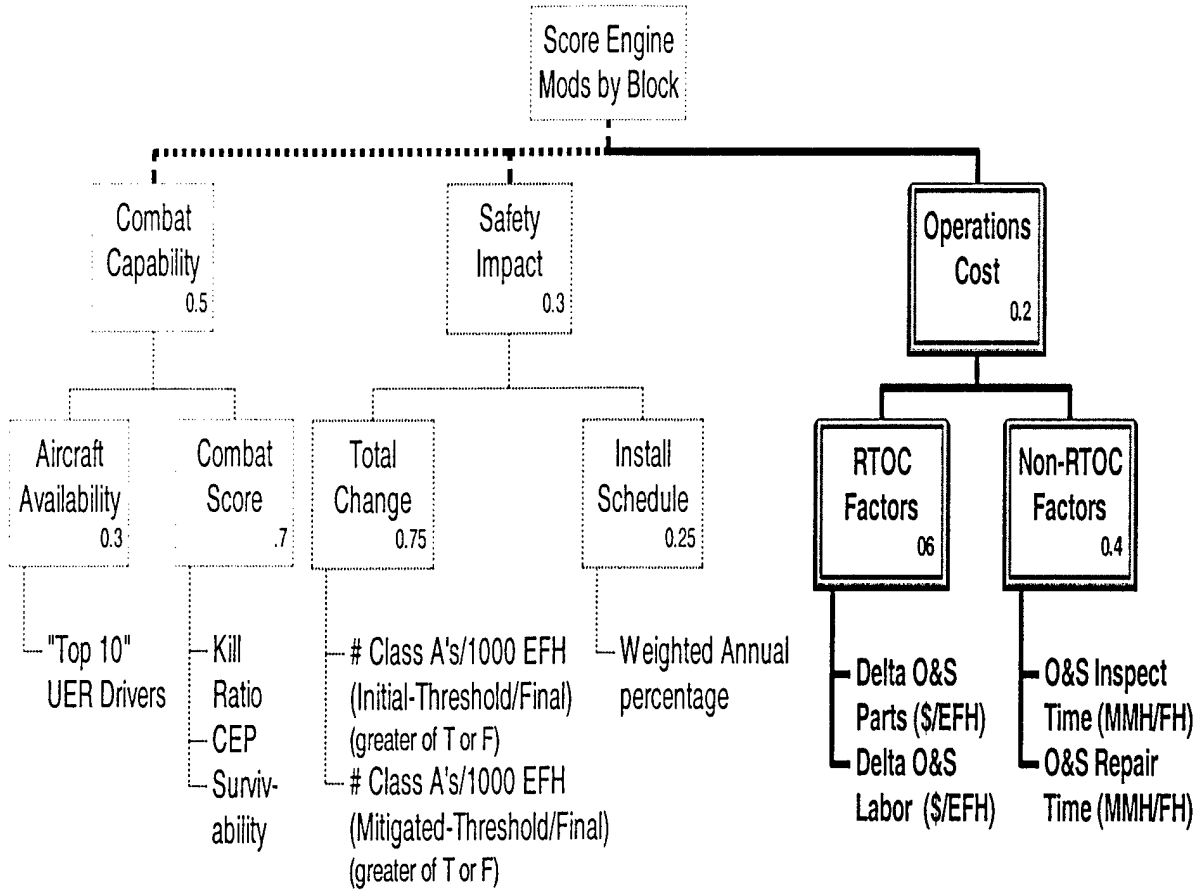 Score Engine
Mods by Block
Combat
Capability
0.5
Safety
Impact
0.3
Operations
Cost
0.2
Aircraft
Availability
0.3
Combat
Score
.7
Total
Change
0.75
Install
Schedule
0.25
RTOC
Factors
06
Non-RTOC
Factors
0.4
"Top 10"
UER Drivers
Kill
Ratio
CEP
Surviv-
ability
# Class A's/1000 EFH
(Initial-Threshold/Final)
(greater of T or F)
# Class A's/1000 EFH
(Mitigated-Threshold/Final)
(greater of T or F)
Weighted Annual
percentage
Delta O&S
Parts ($/EFH)
Delta O&S
Labor ($/EFH)
O&S Inspect
Time (MMH/FH)
O&S Repair
Time (MMH/FH)